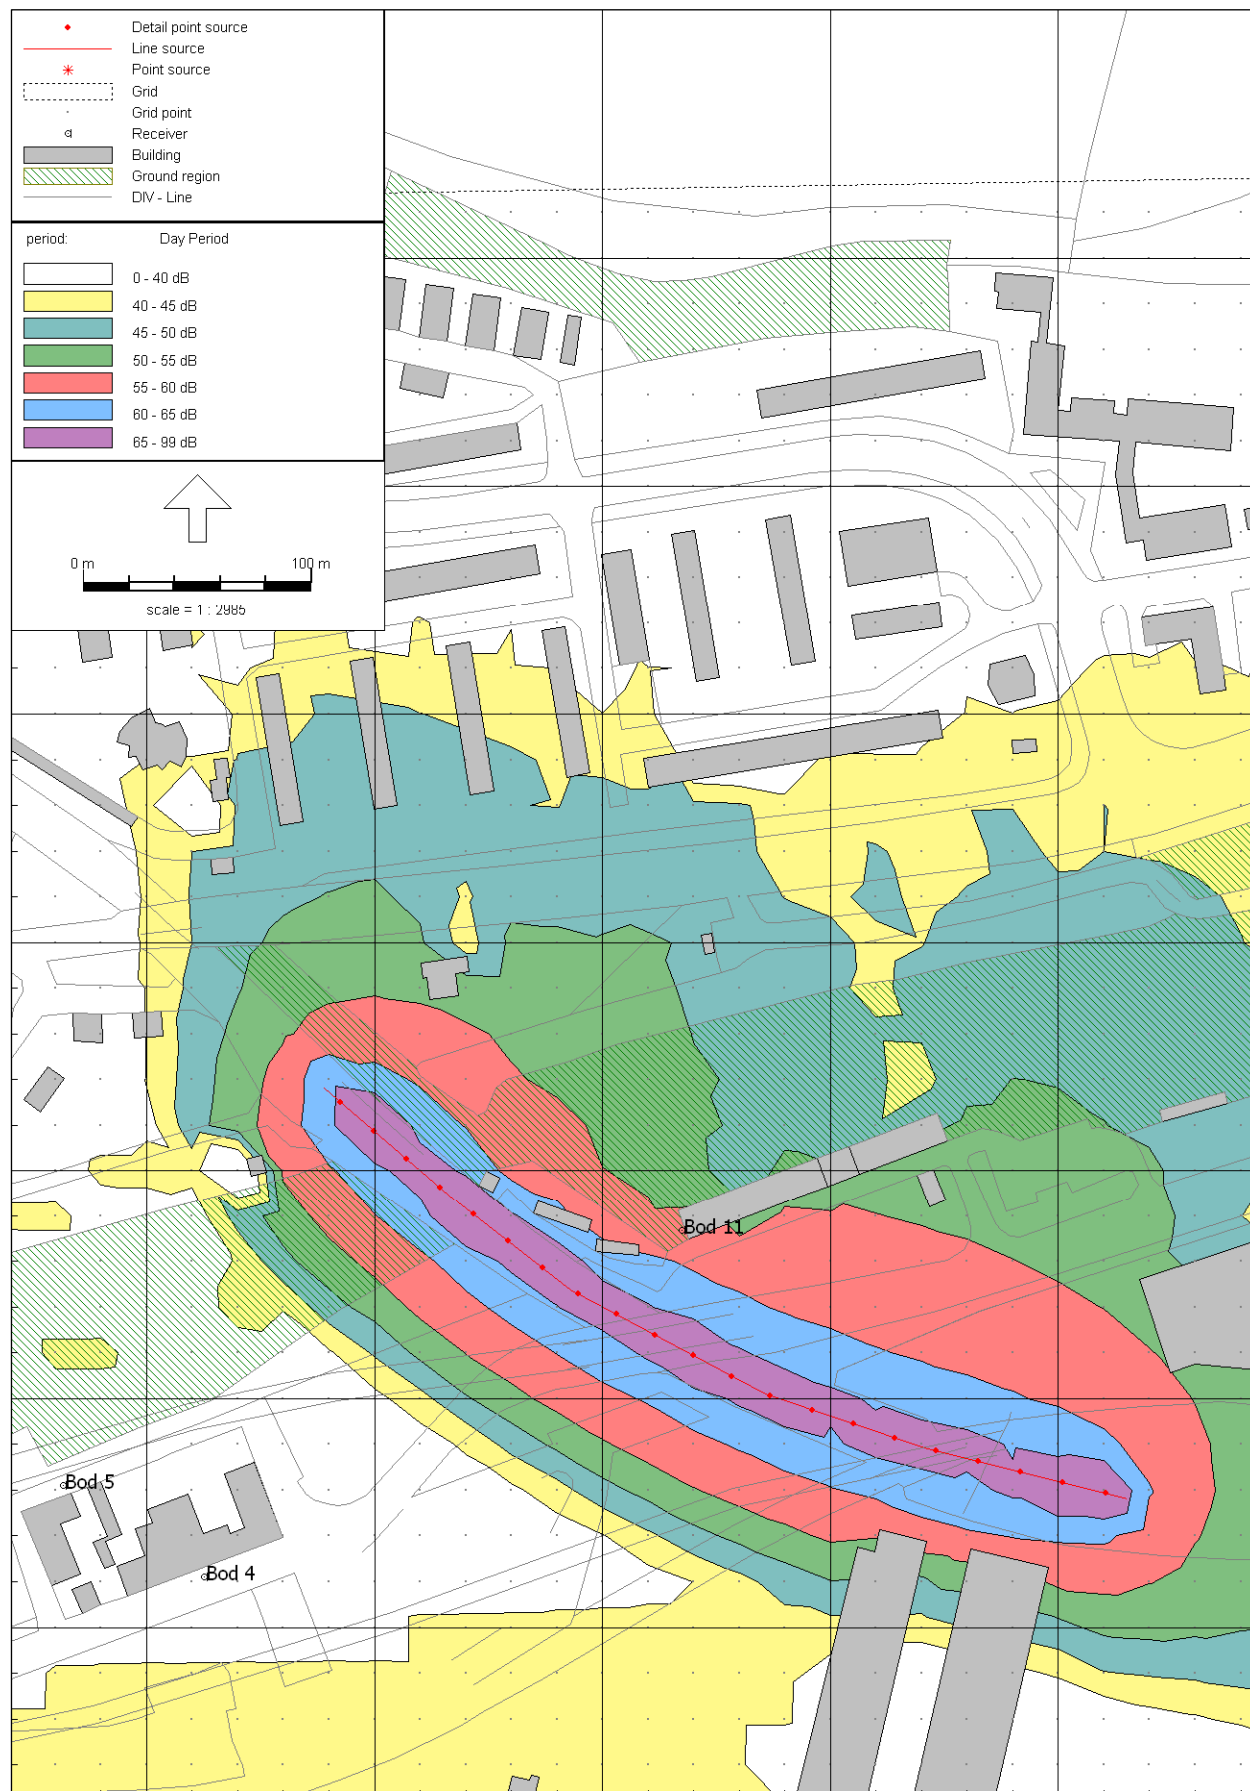 Detail point source
Line source
Point source
Grid
Grid point
Receiver
Building
Ground region
DIV - Line
period: Day Period
0 - 40 dB
40 - 45 dB
45 - 50 dB
50 - 55 dB
55 - 60 dB
60 - 65 dB
65 - 99 dB
0 m 100 m
scale = 1 : 2985
Bod 11
Bod 5
Bod 4